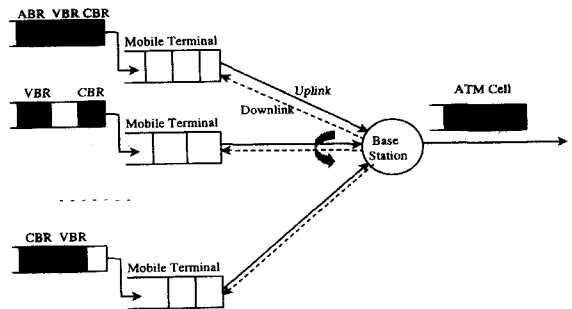 ABR VBR CBR
Mobile Terminal
Uplink
Downlink
ATM Cell
VBR CBR
Mobile Terminal
Base
Station
CBR VBR
Mobile Terminal